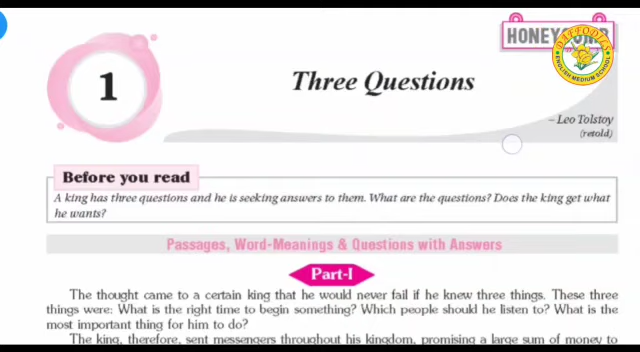 HONEYCOMB
DAFFODILS
ENGLISH MEDIUM SCHOOL
1
Three Questions
– Leo Tolstoy
(retold)
Before you read
A king has three questions and he is seeking answers to them. What are the questions? Does the king get what
he wants?
Passages, Word-Meanings & Questions with Answers
Part-I
The thought came to a certain king that he would never fail if he knew three things. These three
things were: What is the right time to begin something? Which people should he listen to? What is the
most important thing for him to do?
The king, therefore, sent messengers throughout his kingdom, promising a large sum of money to